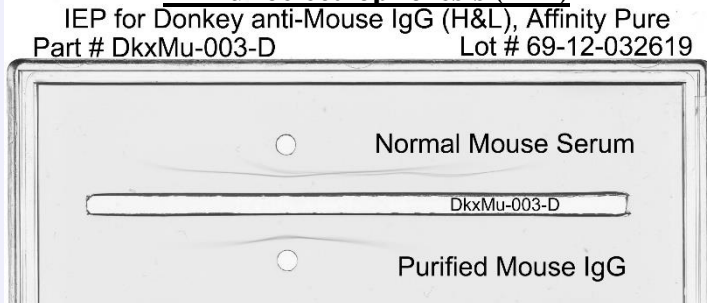 IEP for Donkey anti-Mouse IgG (H&L), Affinity Pure
Part # DkxMu-003-D Lot # 69-12-032619
Normal Mouse Serum
DkxMu-003-D
Purified Mouse IgG